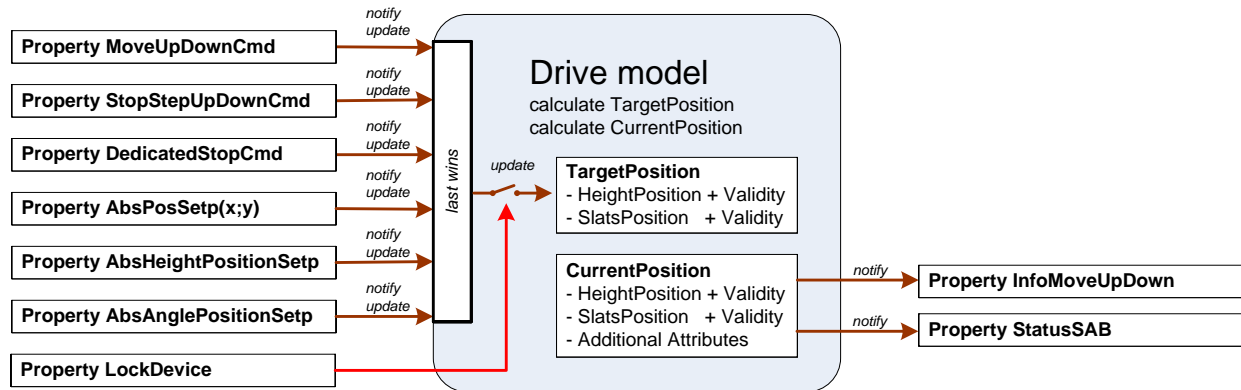 notify
update
Property MoveUpDownCmd
notify
update
Property StopStepUpDownCmd
notify
update
Property DedicatedStopCmd
notify
update
Property AbsPosSetp(x;y)
notify
update
Property AbsHeightPositionSetp
notify
update
Property AbsAnglePositionSetp
Property LockDevice
last wins
Drive model
calculate TargetPosition
calculate CurrentPosition
update
TargetPosition
- HeightPosition + Validity
- SlatsPosition + Validity
CurrentPosition
- HeightPosition + Validity
- SlatsPosition + Validity
- Additional Attributes
notify
Property InfoMoveUpDown
notify
Property StatusSAB